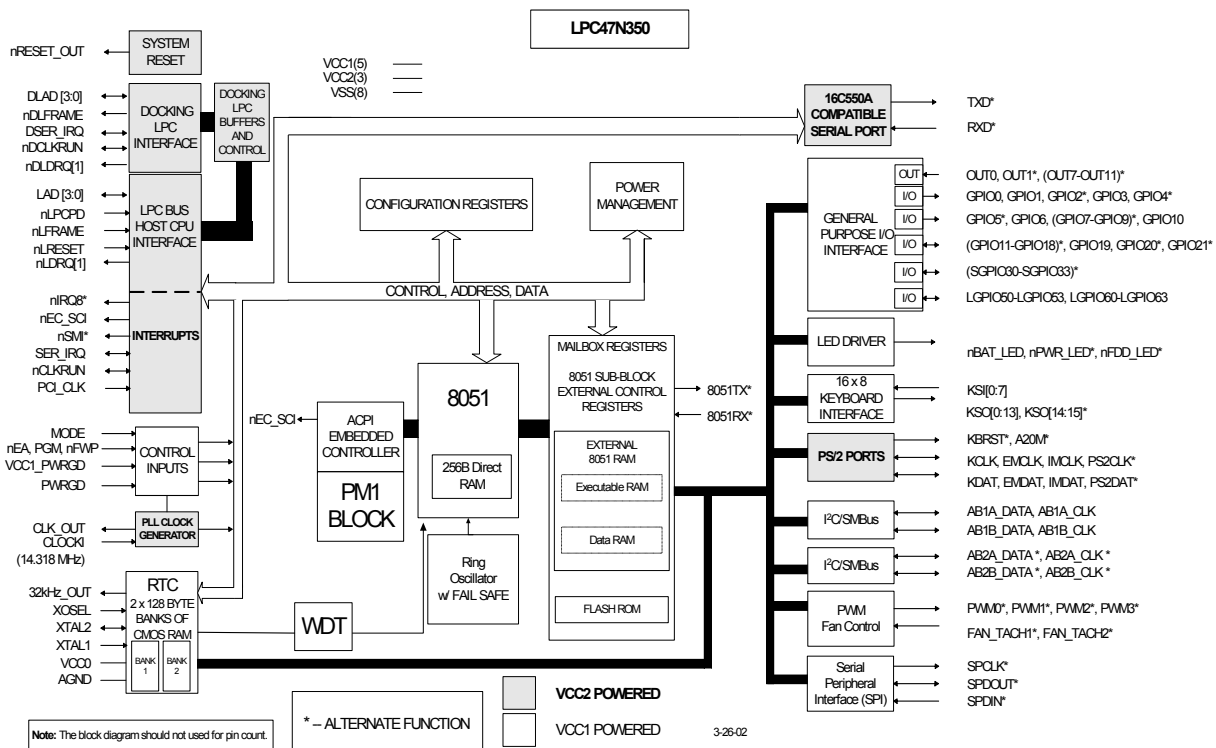 LPC47N350
nRESET_OUT
SYSTEM
RESET
VCC1(5)
VCC2(3)
VSS(8)
DLAD [3:0]
nDLFRAME
DSER_IRQ
nDCLKRUN
nDLDRQ[1]
DOCKING
LPC
INTERFACE
DOCKING
LPC
BUFFERS
AND
CONTROL
16C550A
COMPATIBLE
SERIAL PORT
TXD*
RXD*
LAD [3:0]
nLPCPD
nLFRAME
nLRESET
nLDRQ[1]
LPC BUS
HOST CPU
INTERFACE
nIRQ8*
nEC_SCI
nSMI*
SER_IRQ
nCLKRUN
PCI_CLK
INTERRUPTS
CONFIGURATION REGISTERS
POWER
MANAGEMENT
CONTROL, ADDRESS, DATA
GENERAL
PURPOSE I/O
INTERFACE
OUT
I/O
I/O
I/O
I/O
I/O
OUT0, OUT1*, (OUT7-OUT11)*
GPIO0, GPIO1, GPIO2*, GPIO3, GPIO4*
GPIO5*, GPIO6, (GPIO7-GPIO9)*, GPIO10
(GPIO11-GPIO18)*, GPIO19, GPIO20*, GPIO21*
(SGPIO30-SGPIO33)*
LGPIO50-LGPIO53, LGPIO60-LGPIO63
MODE
nEA, PGM, nFWP
VCC1_PWRGD
PWRGD
CONTROL
INPUTS
CLK_OUT
CLOCKI
(14.318 MHz)
PLL CLOCK
GENERATOR
nEC_SCI
ACPI
EMBEDDED
CONTROLLER
PM1
BLOCK
8051
256B Direct
RAM
Ring
Oscillator
w/ FAIL SAFE
MAILBOX REGISTERS
8051 SUB-BLOCK
EXTERNAL CONTROL
REGISTERS
EXTERNAL
8051 RAM
Executable RAM
Data RAM
FLASH ROM
8051TX*
8051RX*
LED DRIVER
nBAT_LED, nPWR_LED*, nFDD_LED*
16 x 8
KEYBOARD
INTERFACE
KSI[0:7]
KSO[0:13], KSO[14:15]*
PS/2 PORTS
KBRST*, A20M*
KCLK, EMCLK, IMCLK, PS2CLK*
KDAT, EMDAT, IMDAT, PS2DAT*
I²C/SMBus
AB1A_DATA, AB1A_CLK
AB1B_DATA, AB1B_CLK
I²C/SMBus
AB2A_DATA *, AB2A_CLK *
AB2B_DATA *, AB2B_CLK *
PWM
Fan Control
PWM0*, PWM1*, PWM2*, PWM3*
FAN_TACH1*, FAN_TACH2*
Serial
Peripheral
Interface (SPI)
SPCLK*
SPDOUT*
SPDIN*
32kHz_OUT
XOSEL
XTAL2
XTAL1
VCC0
AGND
RTC
2 x 128 BYTE
BANKS OF
CMOS RAM
BANK
1
BANK
2
WDT
Note: The block diagram should not used for pin count.
* – ALTERNATE FUNCTION
VCC2 POWERED
VCC1 POWERED
3-26-02